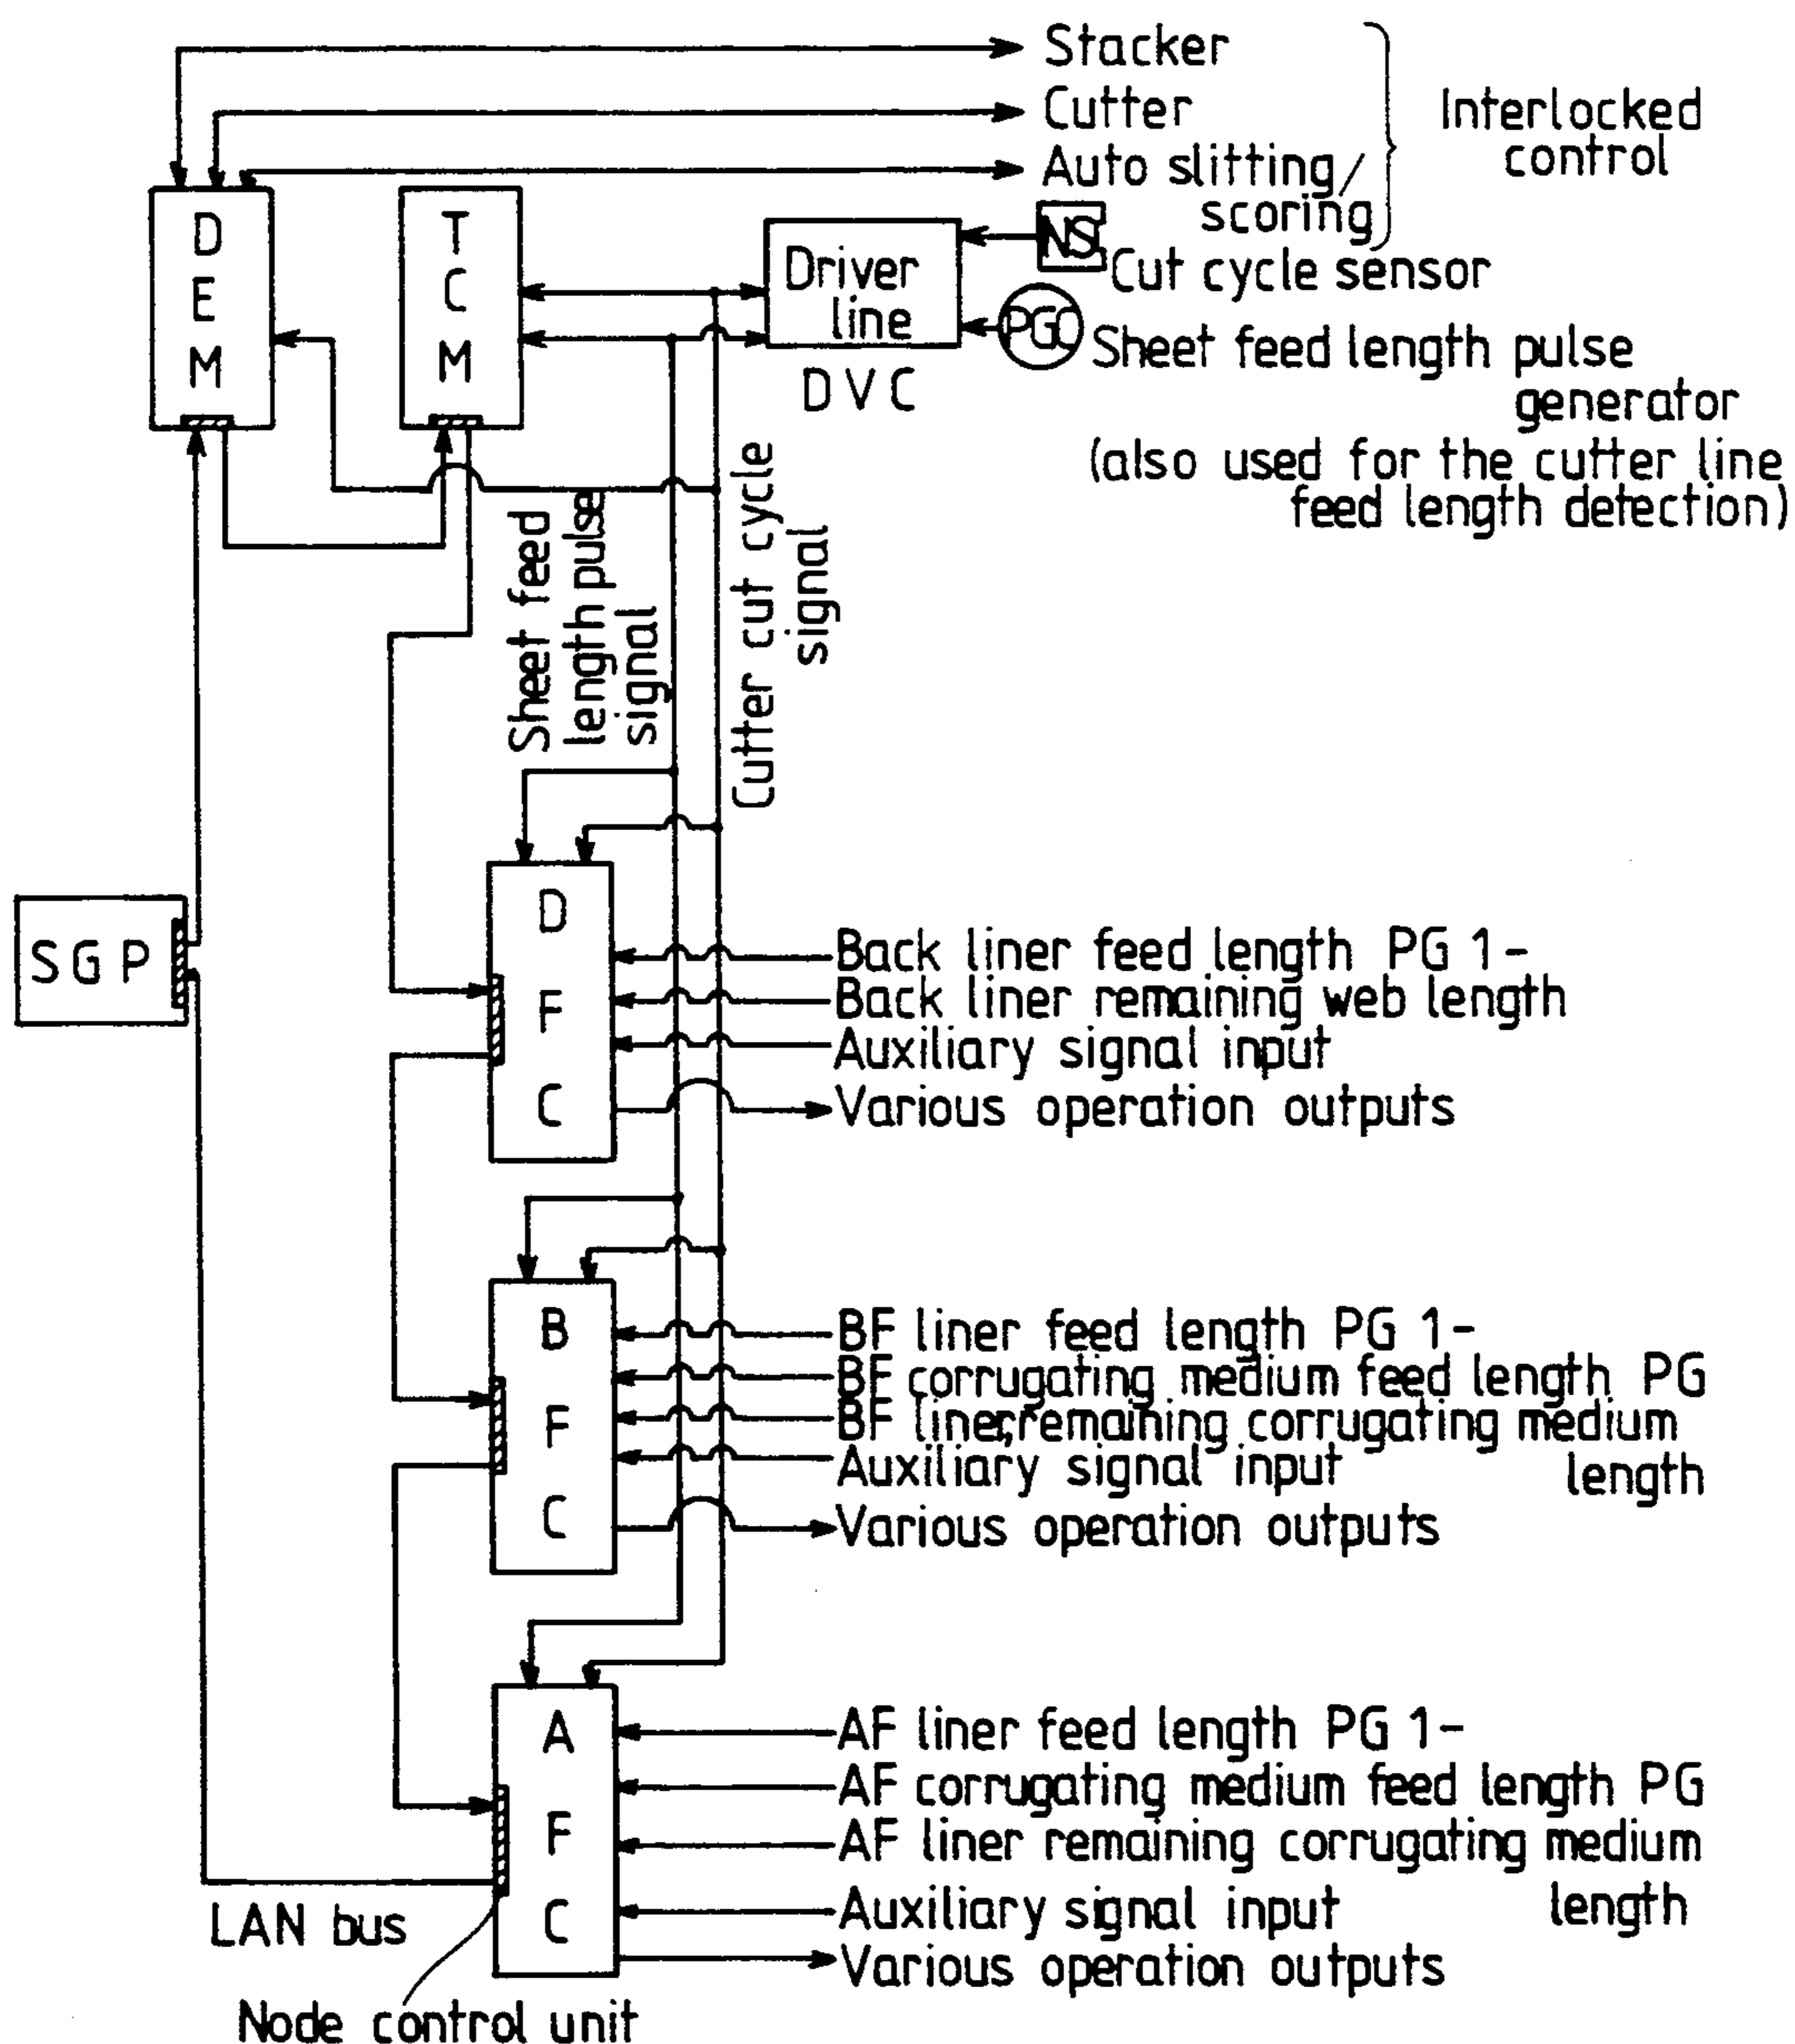 Stacker
Cutter
Auto slitting/
scoring
Interlocked
control
DEM
TCM
Driver
line
DVC
NS
Cut cycle sensor
PGC
Sheet feed length pulse
generator
(also used for the cutter line
feed length detection)
Sheet feed
length pulse
signal
Cutter cut cycle
signal
SGP
DFC
Back liner feed length PG 1-
Back liner remaining web length
Auxiliary signal input
Various operation outputs
BFC
BF liner feed length PG 1-
BF corrugating medium feed length PG
BF liner, remaining corrugating medium
length
Auxiliary signal input
Various operation outputs
AFC
AF liner feed length PG 1-
AF corrugating medium feed length PG
AF liner remaining corrugating medium
length
Auxiliary signal input
Various operation outputs
LAN bus
Node control unit